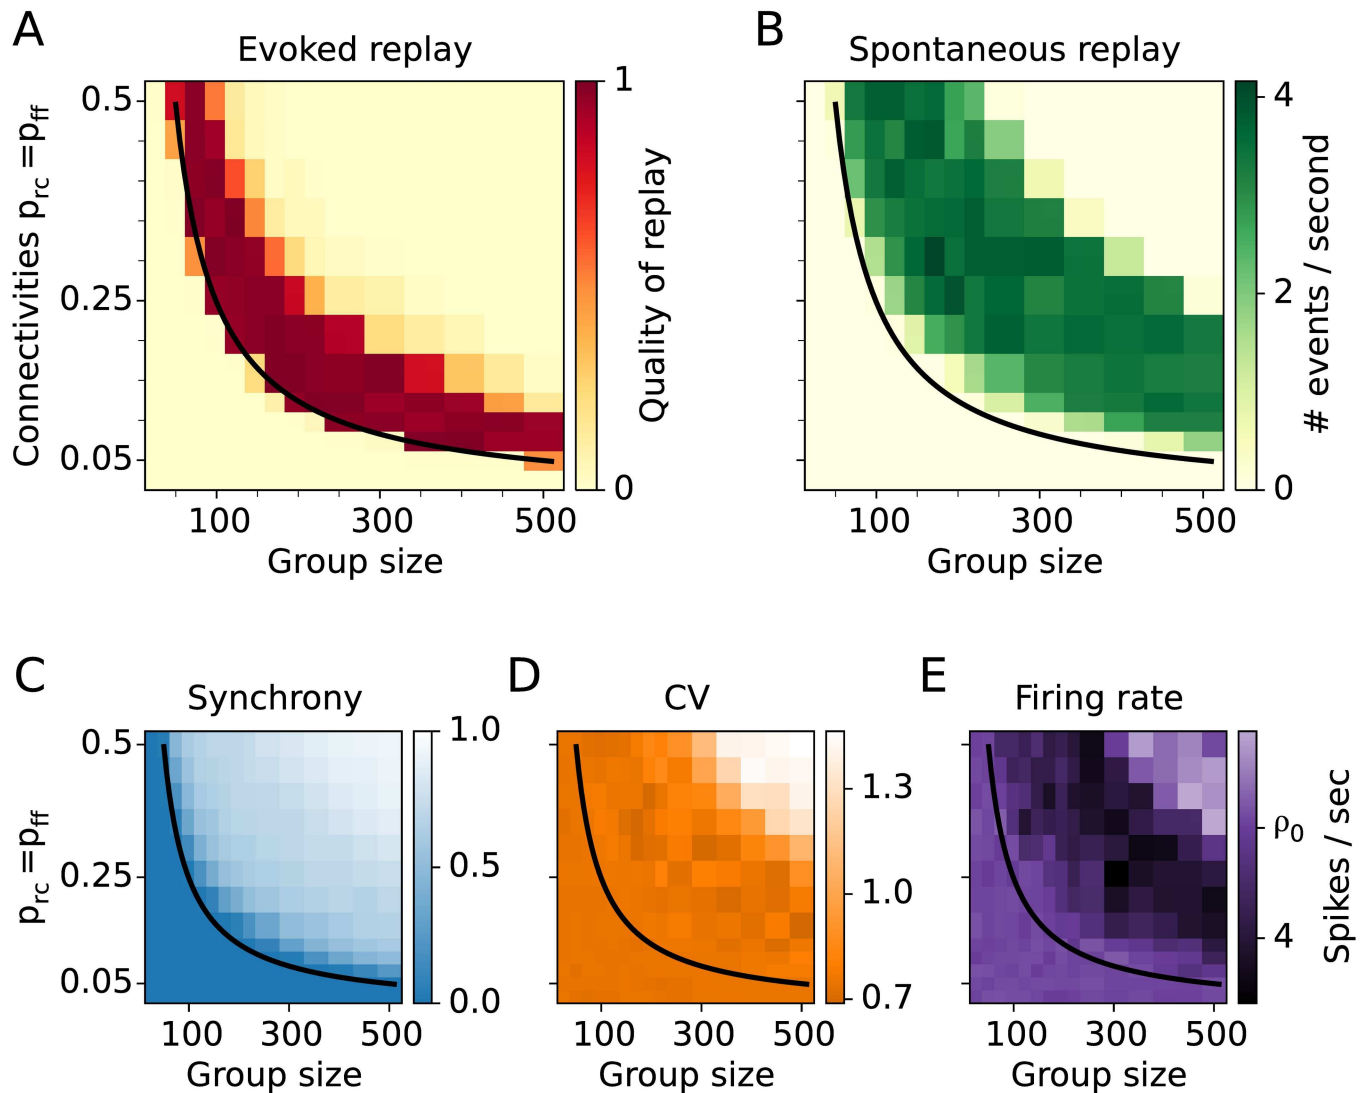 A
Evoked replay
Connectivities p_rc = p_ff
0.5
0.25
0.05
100 300 500
Group size
1
0
Quality of replay
B
Spontaneous replay
100 300 500
Group size
4
2
0
# events / second
C
Synchrony
p_rc = p_ff
0.5
0.25
0.05
100 300 500
Group size
1.0
0.5
0.0
D
CV
100 300 500
Group size
1.3
1.0
0.7
E
Firing rate
100 300 500
Group size
ρ₀
4
Spikes / sec